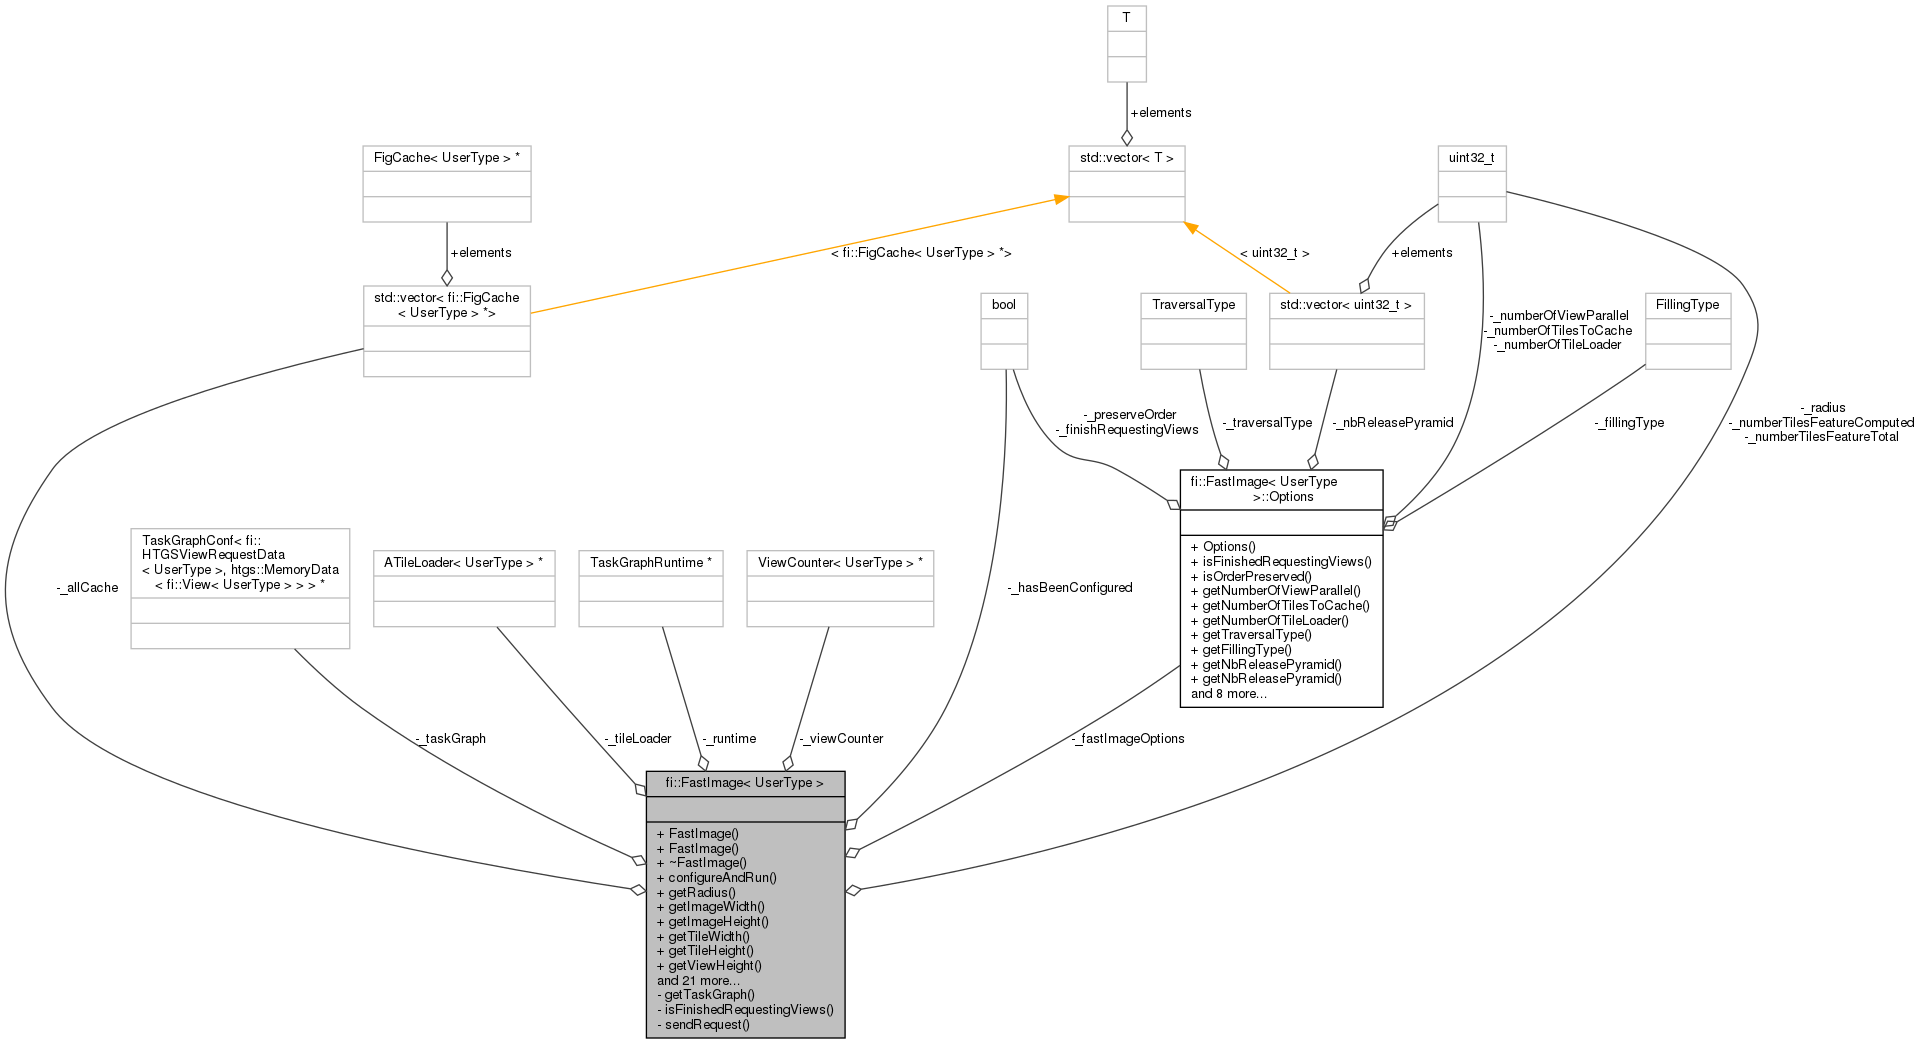 T
+elements
FigCache< UserType > *
std::vector< T >
uint32_t
+elements
< fi::FigCache< UserType > *>
< uint32_t >
+elements
std::vector< fi::FigCache
< UserType > *>
bool
TraversalType
std::vector< uint32_t >
FillingType
-_numberOfViewParallel
-_numberOfTilesToCache
-_numberOfTileLoader
-_preserveOrder
-_finishRequestingViews
-_traversalType
-_nbReleasePyramid
-_fillingType
-_radius
-_numberTilesFeatureComputed
-_numberTilesFeatureTotal
fi::FastImage< UserType
>::Options
+ Options()
+ isFinishedRequestingViews()
+ isOrderPreserved()
+ getNumberOfViewParallel()
+ getNumberOfTilesToCache()
+ getNumberOfTileLoader()
+ getTraversalType()
+ getFillingType()
+ getNbReleasePyramid()
+ getNbReleasePyramid()
and 8 more...
-_allCache
TaskGraphConf< fi::
HTGSViewRequestData
< UserType >, htgs::MemoryData
< fi::View< UserType > > > *
ATileLoader< UserType > *
TaskGraphRuntime *
ViewCounter< UserType > *
-_hasBeenConfigured
-_taskGraph
-_tileLoader
-_runtime
-_viewCounter
-_fastImageOptions
fi::FastImage< UserType >
+ FastImage()
+ FastImage()
+ ~FastImage()
+ configureAndRun()
+ getRadius()
+ getImageWidth()
+ getImageHeight()
+ getTileWidth()
+ getTileHeight()
+ getViewHeight()
and 21 more...
- getTaskGraph()
- isFinishedRequestingViews()
- sendRequest()